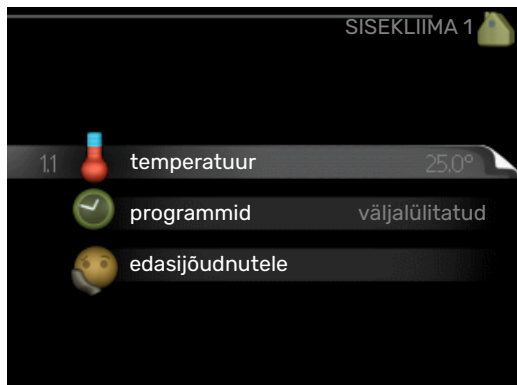 SISEKLIIMA 1
1.1 temperatuur 25.0°
programmid väljalülitatud
edasijõudnutele